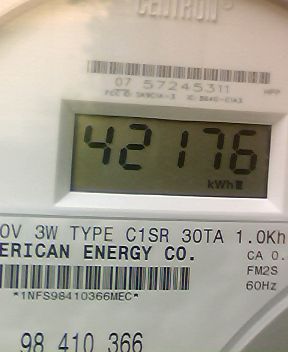 CENTRON
07 57245311
42176
kWh
0V 3W TYPE C1SR 30TA 1.0Kh
ERICAN ENERGY CO.
CA 0.
FM2S
*1NFS98410366MEC*
60Hz
98 410 366